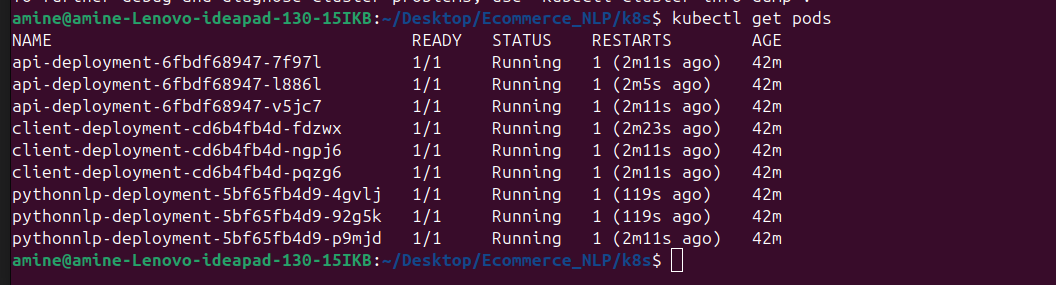 To further debug and diagnose cluster problems, use 'kubectl cluster-info dump'.
amine@amine-Lenovo-ideapad-130-15IKB:~/Desktop/Ecommerce_NLP/k8s$ kubectl get pods
NAME READY STATUS RESTARTS AGE
api-deployment-6fbdf68947-7f97l 1/1 Running 1 (2m11s ago) 42m
api-deployment-6fbdf68947-l886l 1/1 Running 1 (2m5s ago) 42m
api-deployment-6fbdf68947-v5jc7 1/1 Running 1 (2m11s ago) 42m
client-deployment-cd6b4fb4d-fdzwx 1/1 Running 1 (2m23s ago) 42m
client-deployment-cd6b4fb4d-ngpj6 1/1 Running 1 (2m11s ago) 42m
client-deployment-cd6b4fb4d-pqzg6 1/1 Running 1 (2m11s ago) 42m
pythonnlp-deployment-5bf65fb4d9-4gvlj 1/1 Running 1 (119s ago) 42m
pythonnlp-deployment-5bf65fb4d9-92g5k 1/1 Running 1 (119s ago) 42m
pythonnlp-deployment-5bf65fb4d9-p9mjd 1/1 Running 1 (2m11s ago) 42m
amine@amine-Lenovo-ideapad-130-15IKB:~/Desktop/Ecommerce_NLP/k8s$